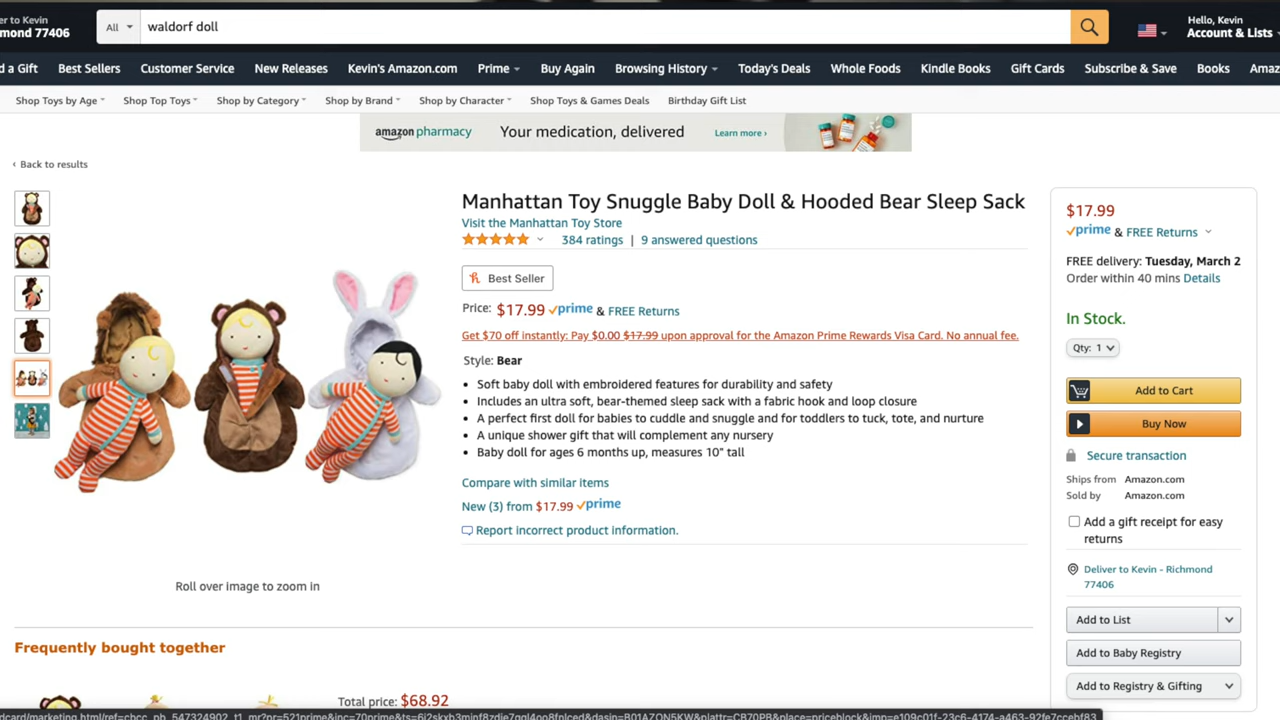 er to Kevin
mond 77406
All
waldorf doll
Hello, Kevin
Account & Lists
d a Gift
Best Sellers
Customer Service
New Releases
Kevin's Amazon.com
Prime
Buy Again
Browsing History
Today's Deals
Whole Foods
Kindle Books
Gift Cards
Subscribe & Save
Books
Amaz
Shop Toys by Age
Shop Top Toys
Shop by Category
Shop by Brand
Shop by Character
Shop Toys & Games Deals
Birthday Gift List
amazon pharmacy
Your medication, delivered
Learn more ›
‹ Back to results
Manhattan Toy Snuggle Baby Doll & Hooded Bear Sleep Sack
Visit the Manhattan Toy Store
384 ratings | 9 answered questions
Best Seller
Price: $17.99 prime & FREE Returns
Get $70 off instantly: Pay $0.00 $17.99 upon approval for the Amazon Prime Rewards Visa Card. No annual fee.
Style: Bear
• Soft baby doll with embroidered features for durability and safety
• Includes an ultra soft, bear-themed sleep sack with a fabric hook and loop closure
• A perfect first doll for babies to cuddle and snuggle and for toddlers to tuck, tote, and nurture
• A unique shower gift that will complement any nursery
• Baby doll for ages 6 months up, measures 10" tall
Compare with similar items
New (3) from $17.99 prime
Report incorrect product information.
Roll over image to zoom in
$17.99
prime & FREE Returns
FREE delivery: Tuesday, March 2
Order within 40 mins Details
In Stock.
Qty: 1
Add to Cart
Buy Now
Secure transaction
Ships from Amazon.com
Sold by Amazon.com
Add a gift receipt for easy
returns
Deliver to Kevin - Richmond
77406
Add to List
Add to Baby Registry
Add to Registry & Gifting
Frequently bought together
Total price: $68.92